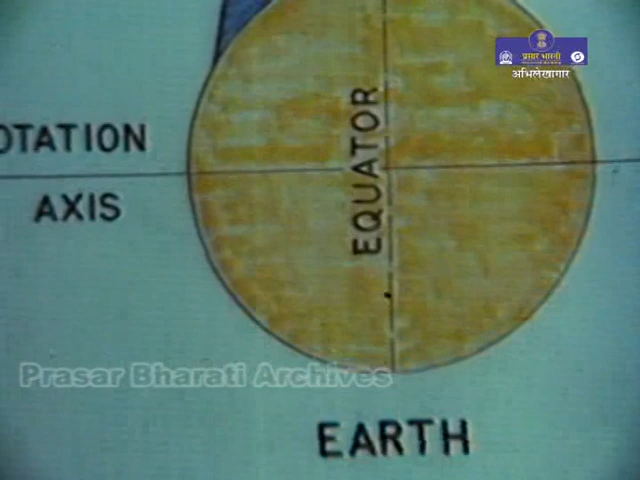 प्रसार भारती
अभिलेखागार
OTATION
AXIS
EQUATOR
Prasar Bharati Archives
EARTH